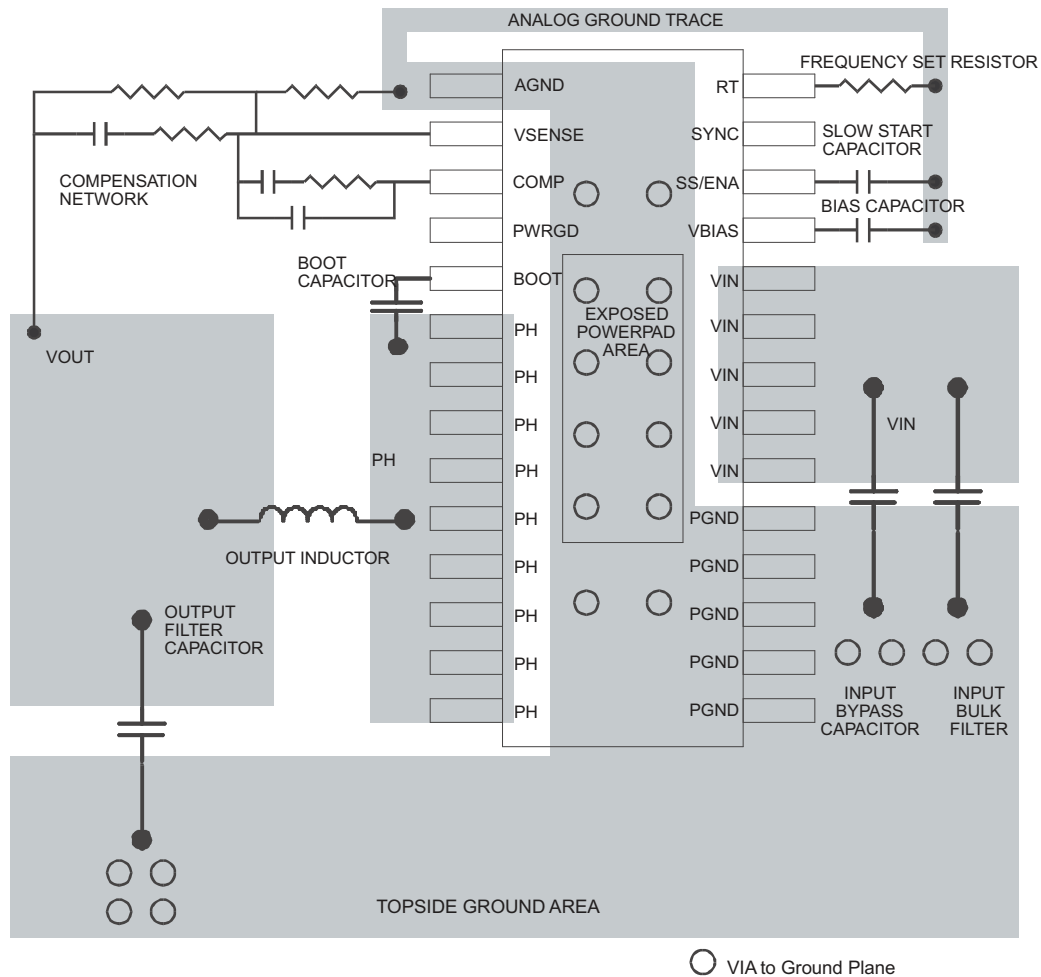 ANALOG GROUND TRACE
FREQUENCY SET RESISTOR
AGND
RT
VSENSE
SYNC
SLOW START
CAPACITOR
COMPENSATION
NETWORK
COMP
SS/ENA
BIAS CAPACITOR
PWRGD
VBIAS
BOOT
CAPACITOR
BOOT
VIN
EXPOSED
POWERPAD
AREA
PH
VIN
VOUT
PH
VIN
PH
VIN
VIN
PH
PH
VIN
PH
PGND
OUTPUT INDUCTOR
PH
PGND
OUTPUT
FILTER
CAPACITOR
PH
PGND
PH
PGND
PH
PGND
INPUT
BYPASS
CAPACITOR
INPUT
BULK
FILTER
TOPSIDE GROUND AREA
VIA to Ground Plane